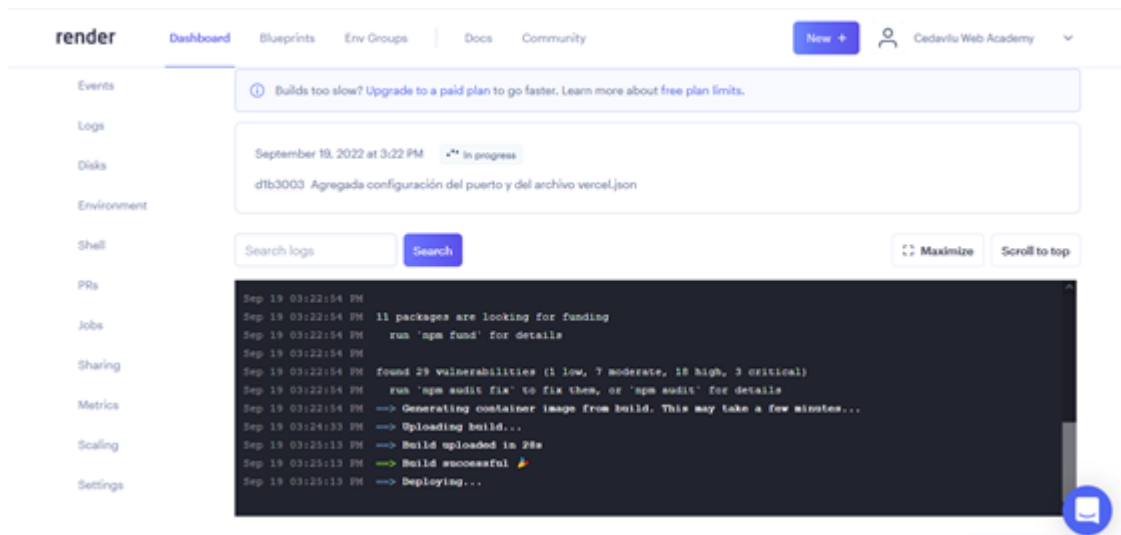 render Dashboard Blueprints Env Groups Docs Community New + Cedavilu Web Academy
Events
Builds too slow? Upgrade to a paid plan to go faster. Learn more about free plan limits.
Logs
September 19, 2022 at 3:22 PM In progress
Disks
d1b3003 Agregada configuración del puerto y del archivo vercel.json
Environment
Shell
Search logs Search Maximize Scroll to top
PRs
Jobs
Sharing
Metrics
Scaling
Settings
Sep 19 03:22:54 PM
Sep 19 03:22:54 PM 11 packages are looking for funding
Sep 19 03:22:54 PM run `npm fund` for details
Sep 19 03:22:54 PM
Sep 19 03:22:54 PM found 29 vulnerabilities (1 low, 7 moderate, 18 high, 3 critical)
Sep 19 03:22:54 PM run `npm audit fix` to fix them, or `npm audit` for details
Sep 19 03:22:54 PM ==> Generating container image from build. This may take a few minutes...
Sep 19 03:24:33 PM ==> Uploading build...
Sep 19 03:25:13 PM ==> Build uploaded in 28s
Sep 19 03:25:13 PM ==> Build successful 🎉
Sep 19 03:25:13 PM ==> Deploying...